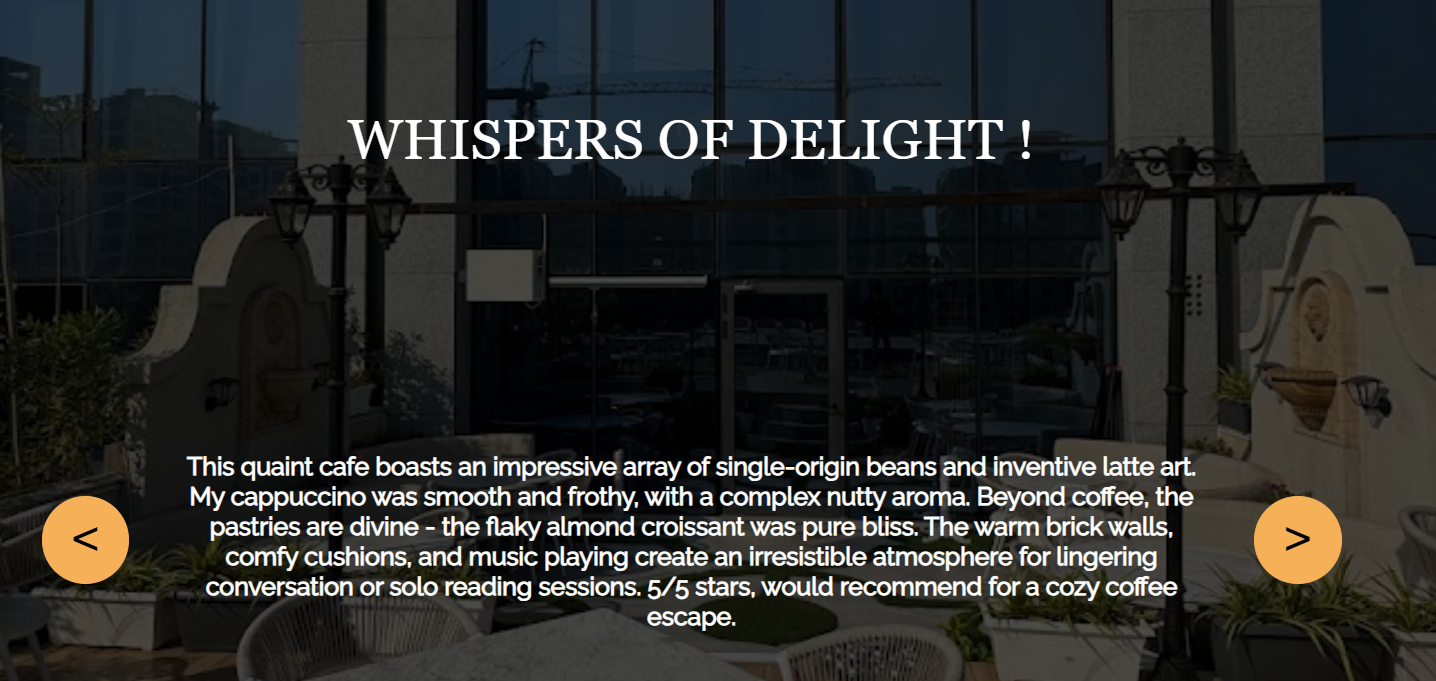 WHISPERS OF DELIGHT !
This quaint cafe boasts an impressive array of single-origin beans and inventive latte art.
My cappuccino was smooth and frothy, with a complex nutty aroma. Beyond coffee, the
pastries are divine - the flaky almond croissant was pure bliss. The warm brick walls,
comfy cushions, and music playing create an irresistible atmosphere for lingering
conversation or solo reading sessions. 5/5 stars, would recommend for a cozy coffee
escape.
<
>